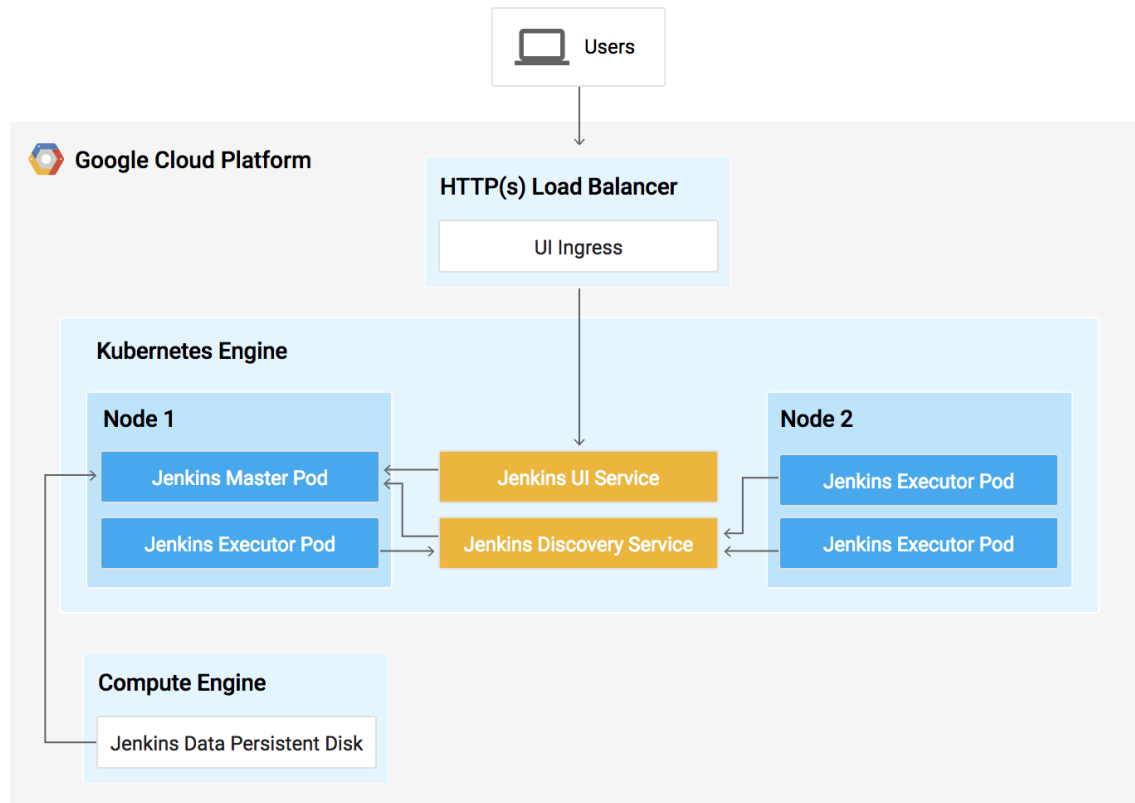 Users
Google Cloud Platform
HTTP(s) Load Balancer
UI Ingress
Kubernetes Engine
Node 1
Jenkins Master Pod
Jenkins Executor Pod
Jenkins UI Service
Jenkins Discovery Service
Node 2
Jenkins Executor Pod
Jenkins Executor Pod
Compute Engine
Jenkins Data Persistent Disk